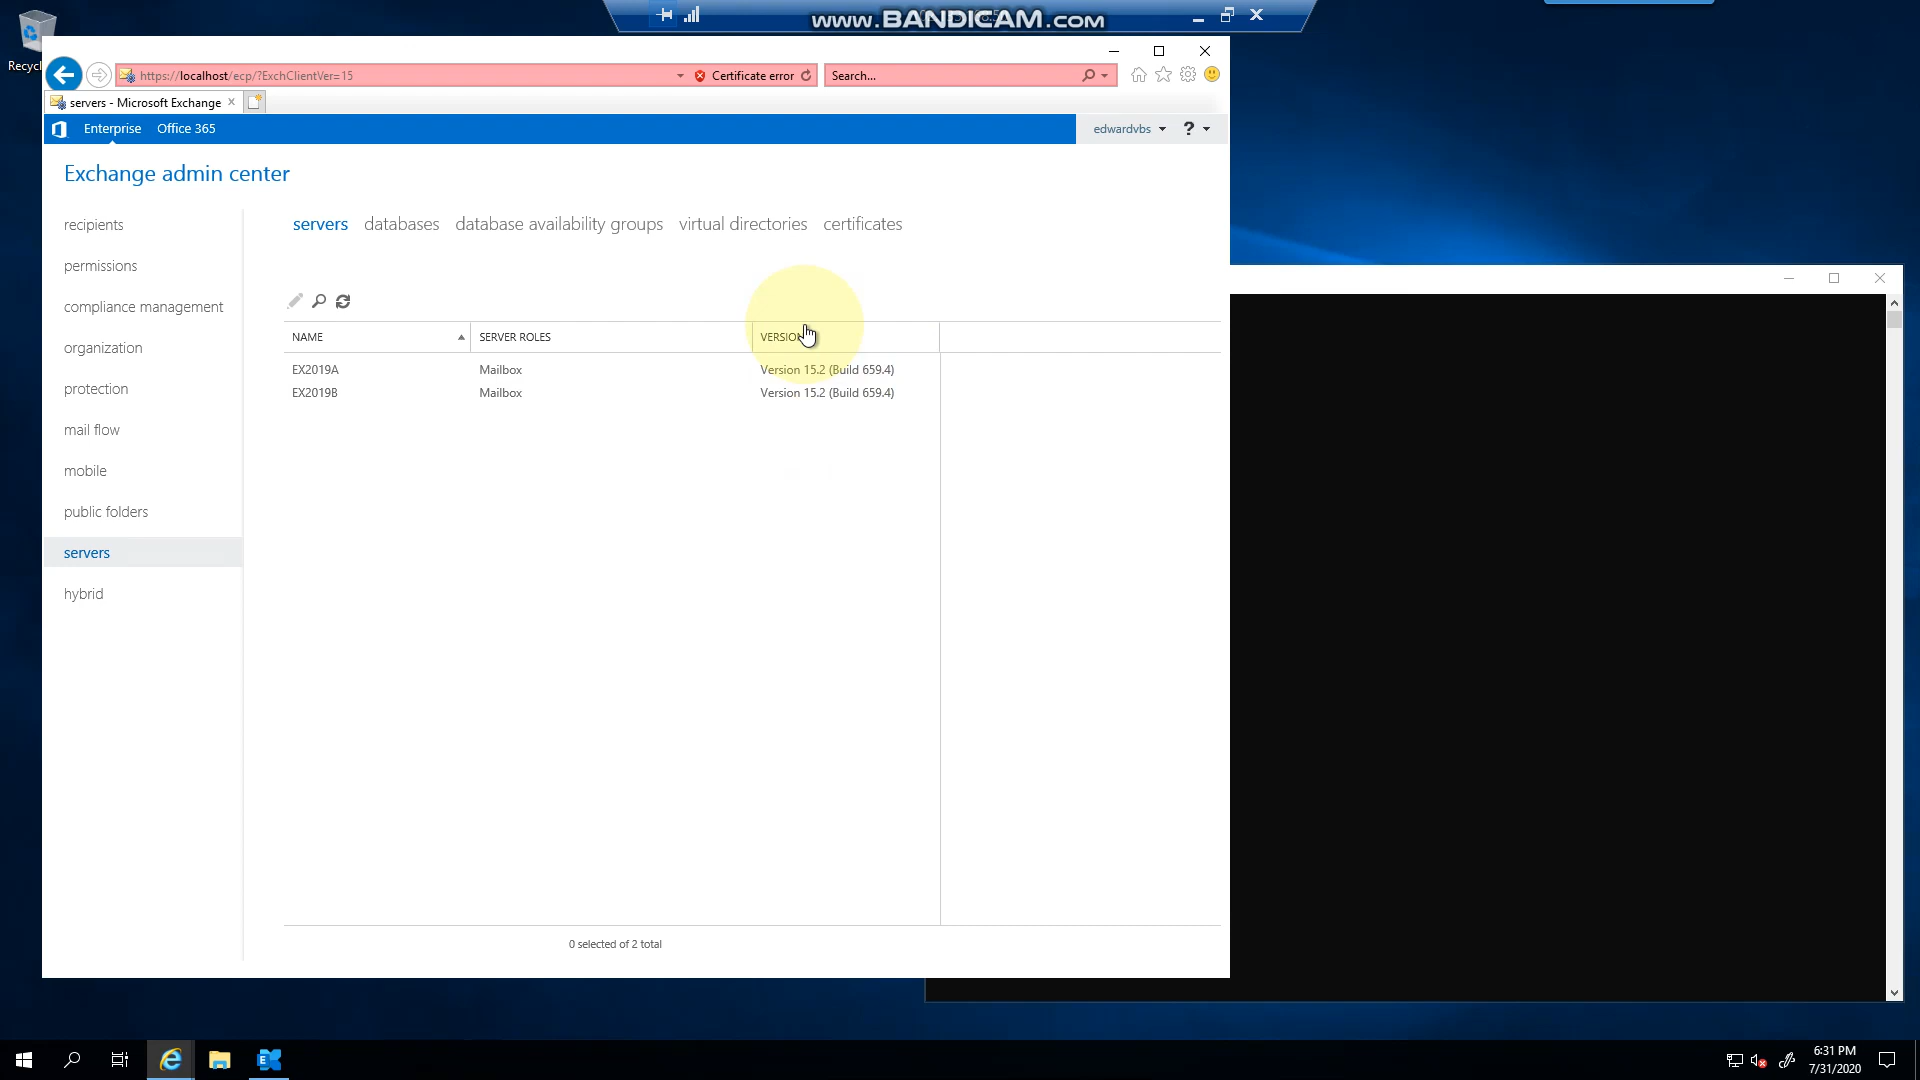 www.BANDICAM.com
Recycl
https://localhost/ecp/?ExchClientVer=15
Certificate error
Search...
servers - Microsoft Exchange
Enterprise
Office 365
edwardvbs
?
Exchange admin center
recipients
permissions
compliance management
organization
protection
mail flow
mobile
public folders
servers
hybrid
servers databases database availability groups virtual directories certificates
NAME SERVER ROLES VERSION
EX2019A Mailbox Version 15.2 (Build 659.4)
EX2019B Mailbox Version 15.2 (Build 659.4)
0 selected of 2 total
6:31 PM
7/31/2020